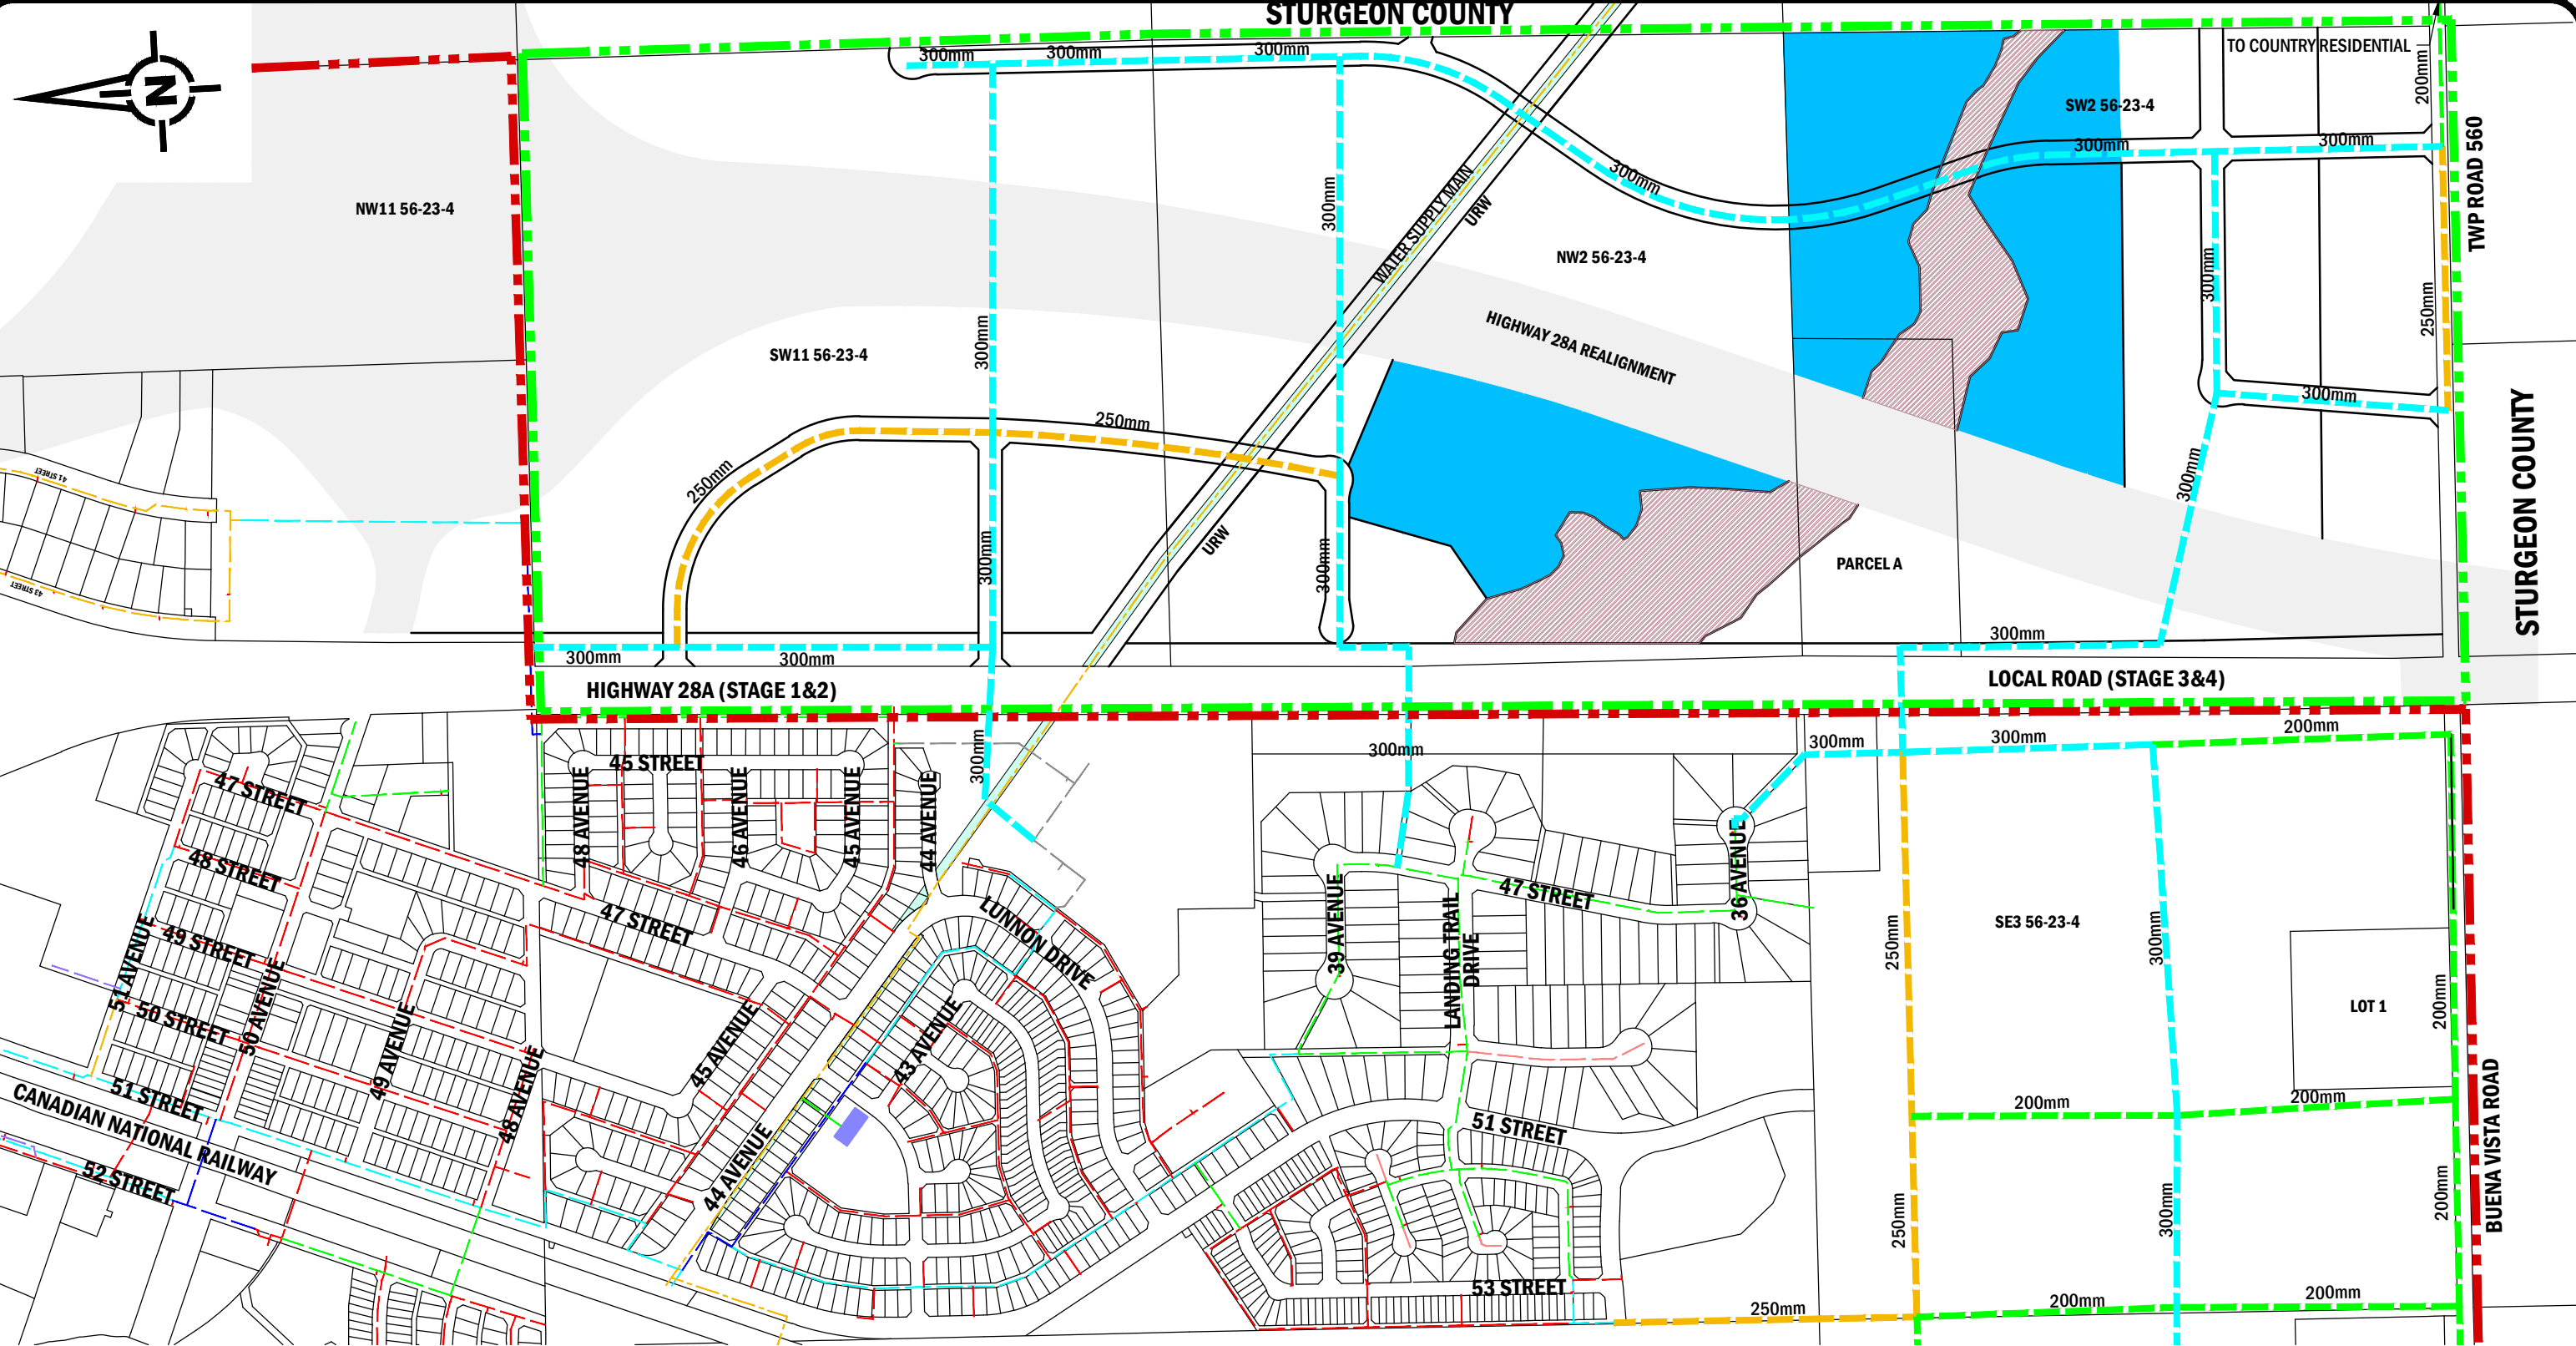 STURGEON COUNTY
N
300mm
300mm
300mm
TO COUNTRY RESIDENTIAL
200mm
SW2 56-23-4
300mm
300mm
TWP ROAD 560
NW11 56-23-4
300mm
300mm
WATER SUPPLY MAIN
URW
NW2 56-23-4
300mm
250mm
HIGHWAY 28A REALIGNMENT
SW11 56-23-4
300mm
300mm
STURGEON COUNTY
250mm
250mm
300mm
41 STREET
43 STREET
300mm
URW
300mm
PARCEL A
300mm
300mm
300mm
HIGHWAY 28A (STAGE 1&2)
LOCAL ROAD (STAGE 3&4)
200mm
300mm
300mm
300mm
300mm
45 STREET
47 STREET
48 AVENUE
46 AVENUE
45 AVENUE
44 AVENUE
48 STREET
47 STREET
LUNNON DRIVE
39 AVENUE
LANDING TRAIL
DRIVE
47 STREET
36 AVENUE
SE3 56-23-4
250mm
300mm
LOT 1
200mm
51 AVENUE
49 STREET
50 AVENUE
50 STREET
49 AVENUE
48 AVENUE
45 AVENUE
43 AVENUE
51 STREET
CANADIAN NATIONAL RAILWAY
52 STREET
44 AVENUE
51 STREET
200mm
200mm
BUENA VISTA ROAD
250mm
300mm
200mm
53 STREET
250mm
200mm
200mm